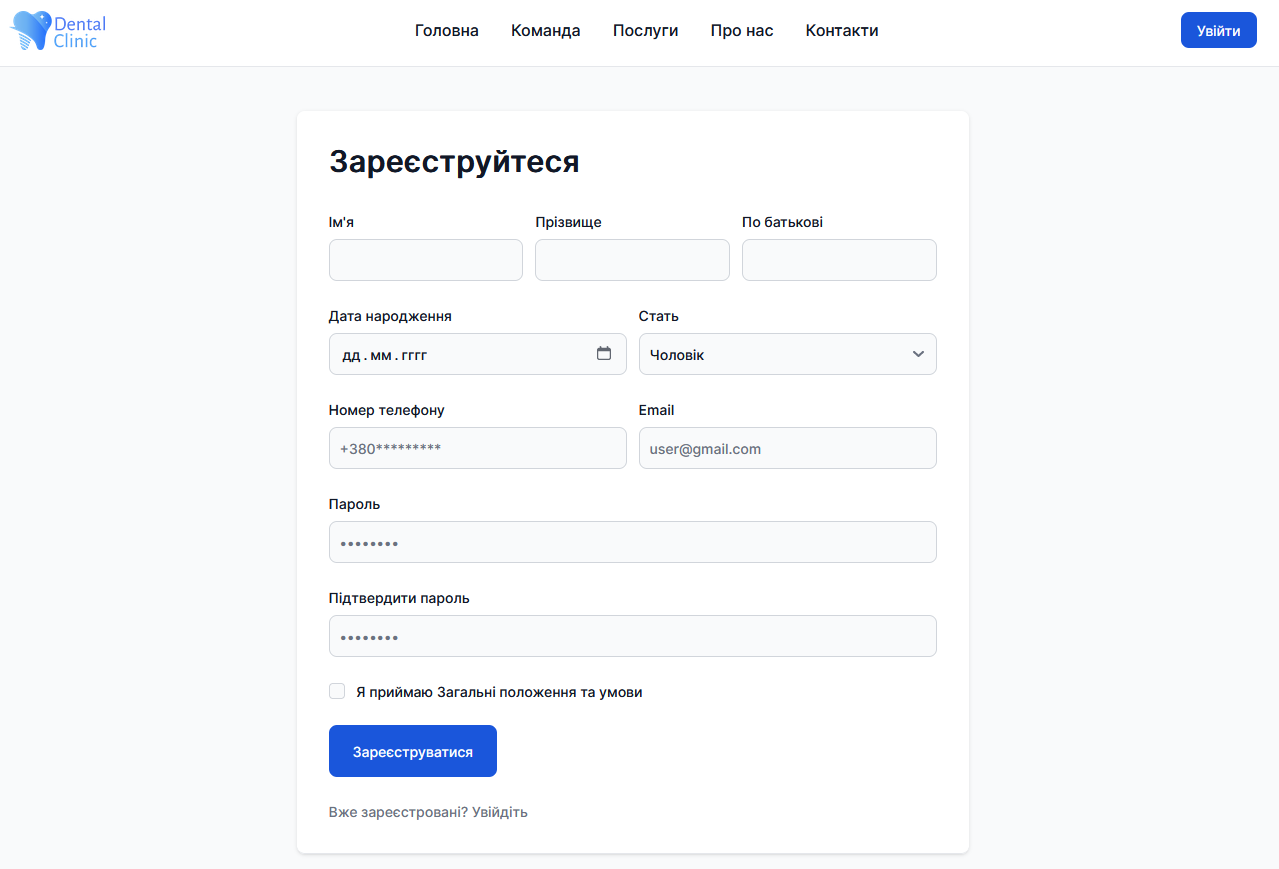 Dental
Clinic
Головна Команда Послуги Про нас Контакти
Увійти
Зареєструйтеся
Ім'я Прізвище По батькові
Дата народження Стать
дд . мм . гггг Чоловік
Номер телефону Email
+380********* user@gmail.com
Пароль
••••••••
Підтвердити пароль
••••••••
Я приймаю Загальні положення та умови
Зареєструватися
Вже зареєстровані? Увійдіть